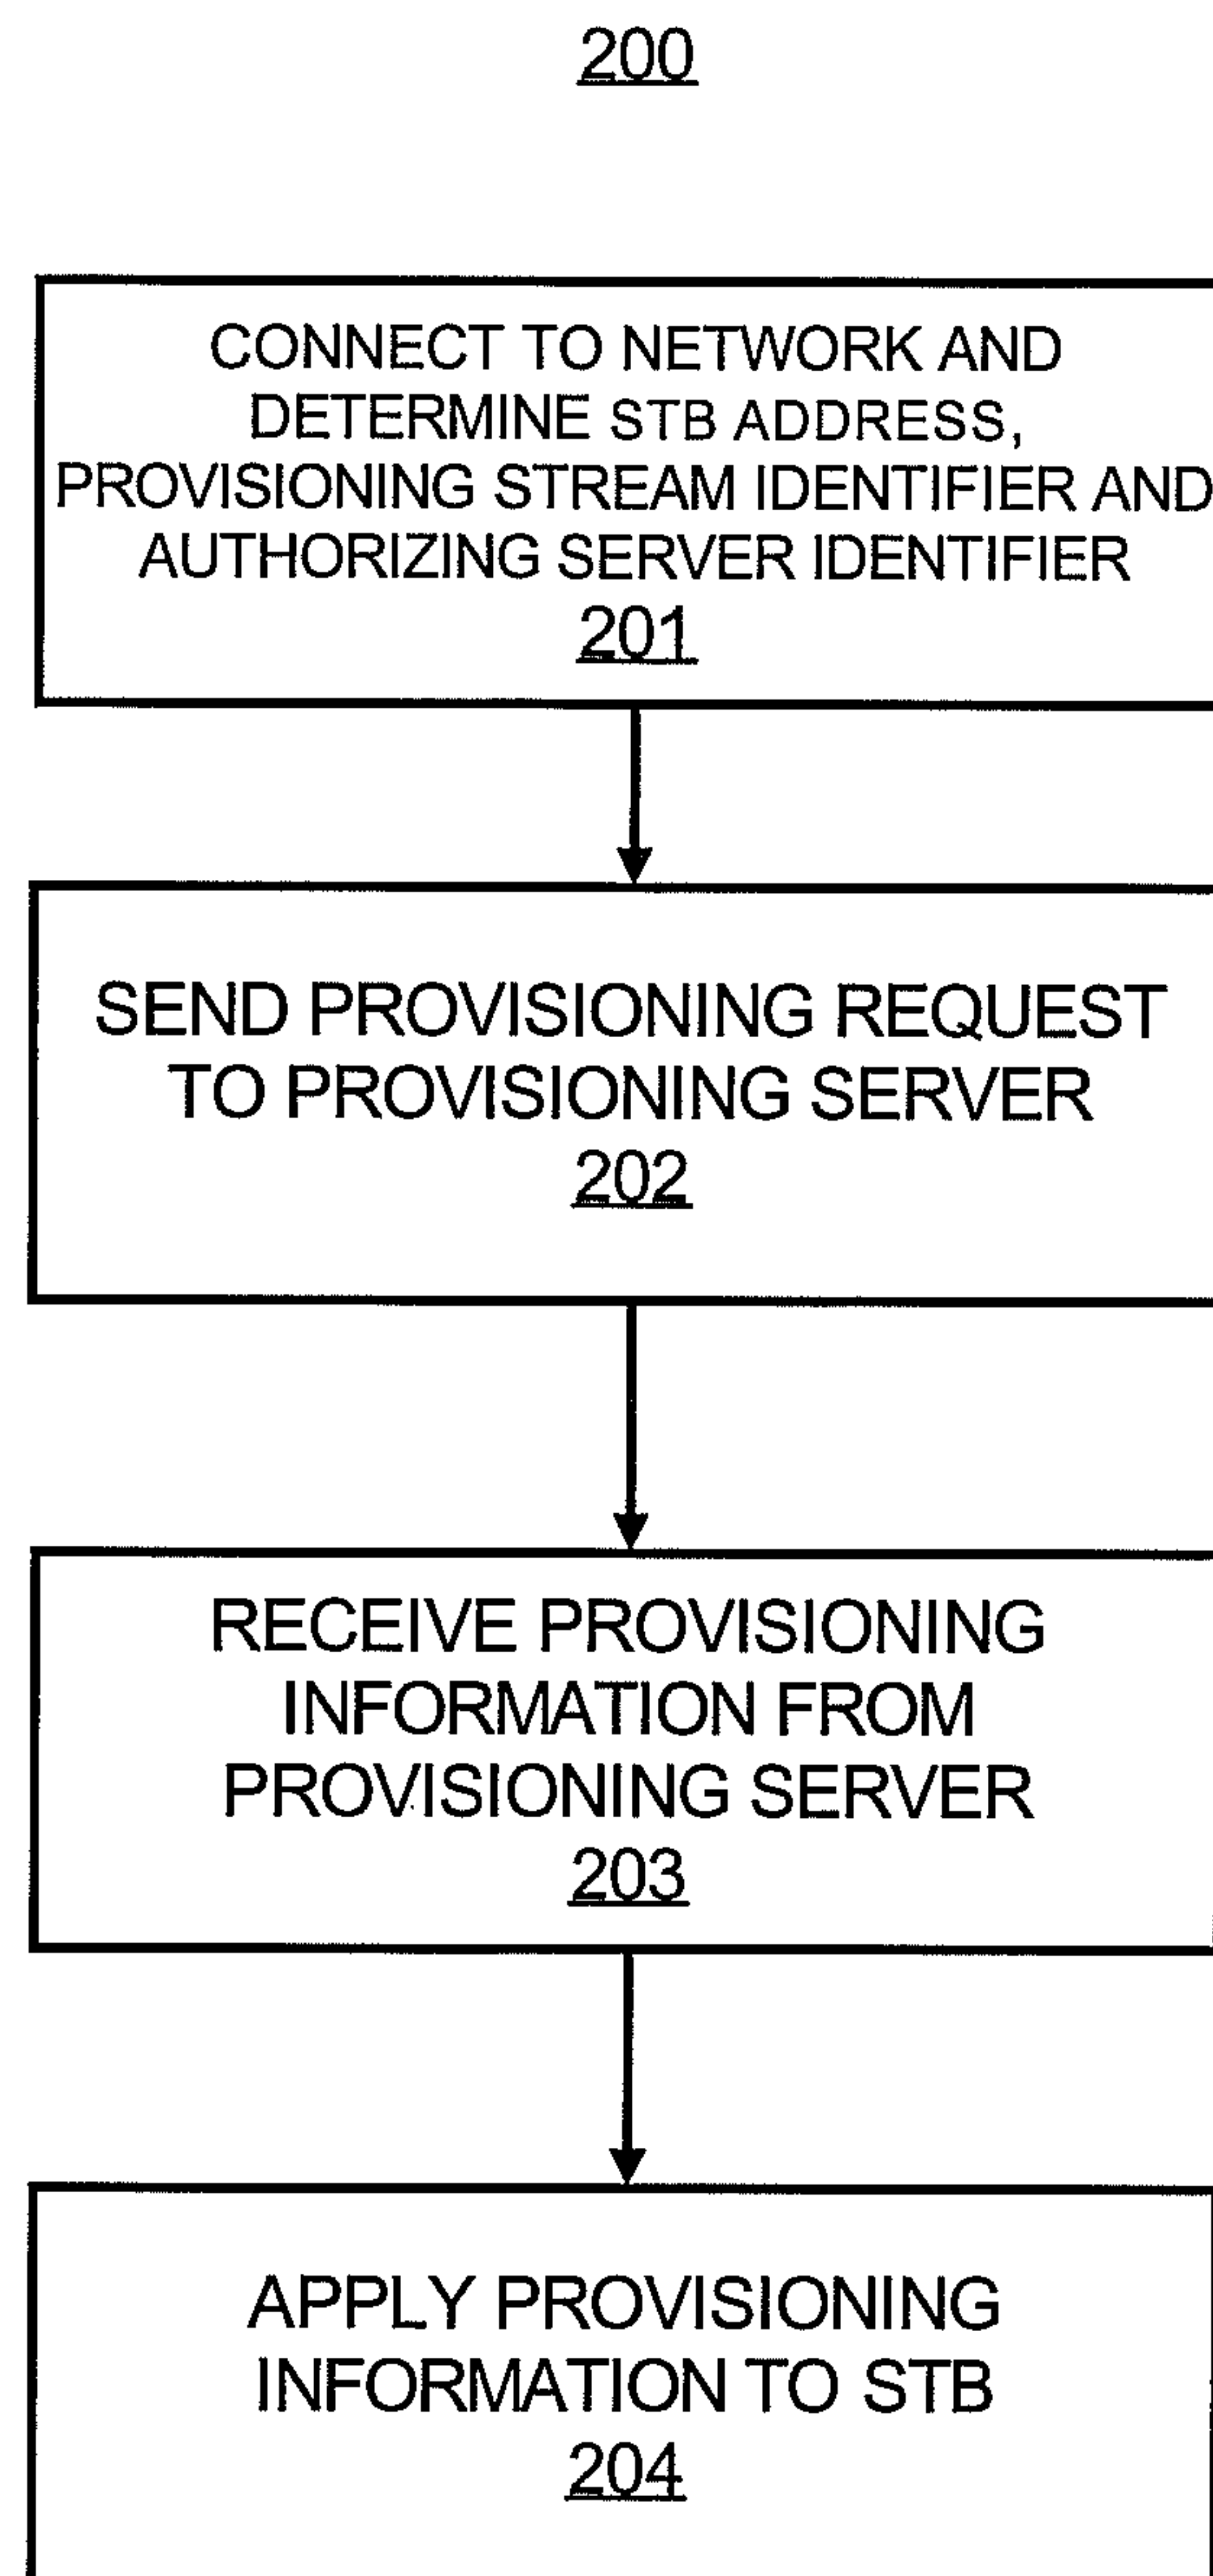 200
CONNECT TO NETWORK AND
DETERMINE STB ADDRESS,
PROVISIONING STREAM IDENTIFIER AND
AUTHORIZING SERVER IDENTIFIER
201
SEND PROVISIONING REQUEST
TO PROVISIONING SERVER
202
RECEIVE PROVISIONING
INFORMATION FROM
PROVISIONING SERVER
203
APPLY PROVISIONING
INFORMATION TO STB
204